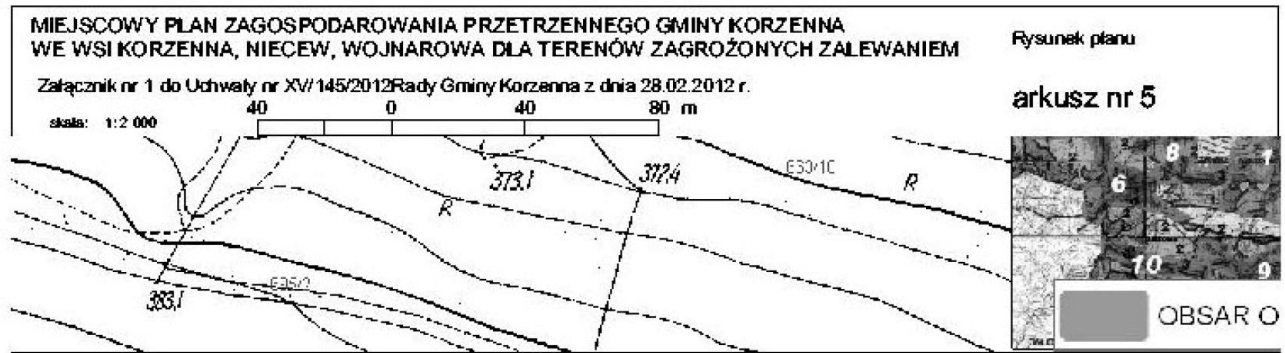 MIEJSCOWY PLAN ZAGOSPODAROWANIA PRZETRZENNEGO GMINY KORZENNA
WE WSI KORZENNA, NIECEW, WOJNAROWA DLA TERENÓW ZAGROŻONYCH ZALEWANIEM
Załącznik nr 1 do Uchwały nr XV/145/2012Rady Gminy Korzenna z dnia 28.02.2012 r.
skala: 1:2 000
40 0 40 80 m
Rysunek planu
arkusz nr 5
373,1
372,4
R
R
383,1
8
1
6
10
9
OBSAR O